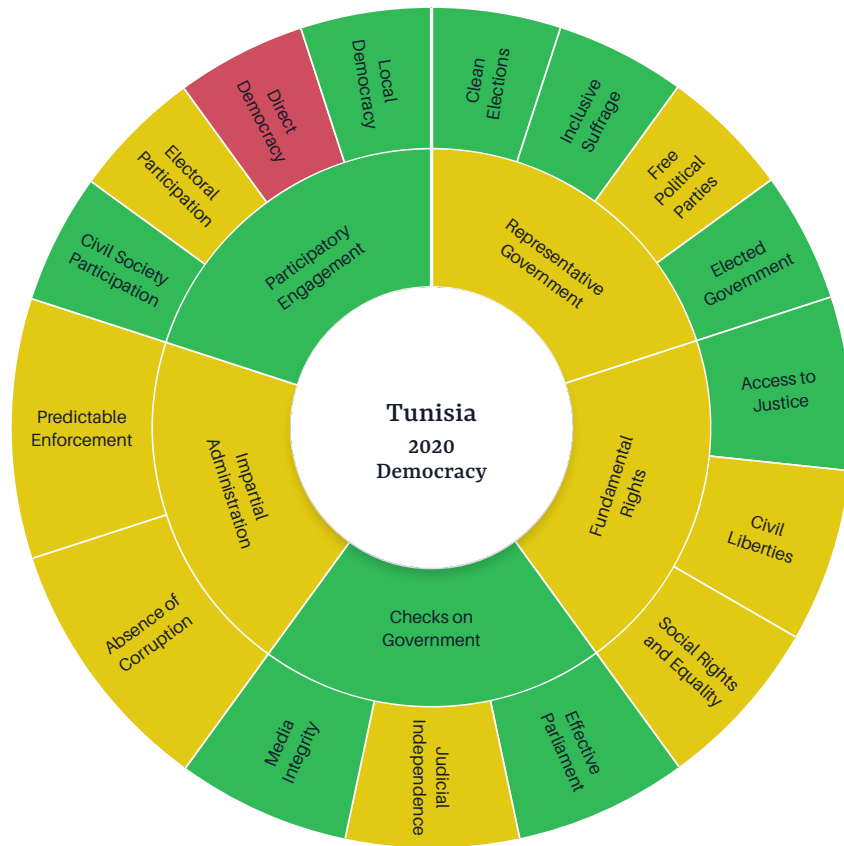 Tunisia
2020
Democracy
Representative
Government
Fundamental
Rights
Checks on
Government
Impartial
Administration
Participatory
Engagement
Clean
Elections
Inclusive
Suffrage
Free
Political
Parties
Elected
Government
Access to
Justice
Civil
Liberties
Social Rights
and Equality
Effective
Parliament
Judicial
Independence
Media
Integrity
Absence of
Corruption
Predictable
Enforcement
Civil Society
Participation
Electoral
Participation
Direct
Democracy
Local
Democracy